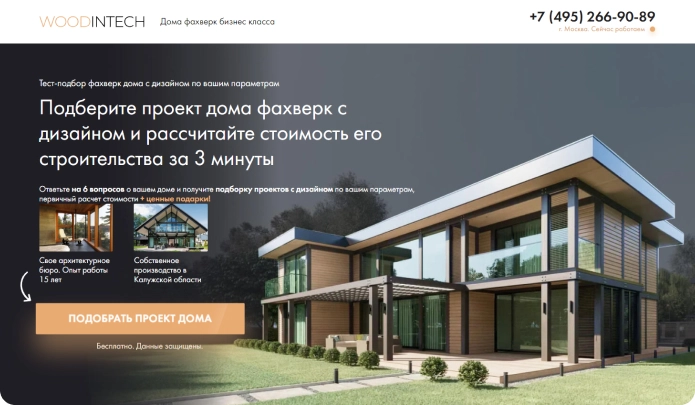 WOODINTECH
Дома фахверк бизнес класса
+7 (495) 266-90-89
г. Москва. Сейчас работаем
Тест-подбор фахверк дома с дизайном по вашим параметрам
Подберите проект дома фахверк с
дизайном и рассчитайте стоимость его
строительства за 3 минуты
Ответьте на 6 вопросов о вашем доме и получите подборку проектов с дизайном по вашим параметрам,
первичный расчет стоимости + ценные подарки!
Свое архитектурное
бюро. Опыт работы
15 лет
Собственное
производство в
Калужской области
ПОДОБРАТЬ ПРОЕКТ ДОМА
Бесплатно. Данные защищены.